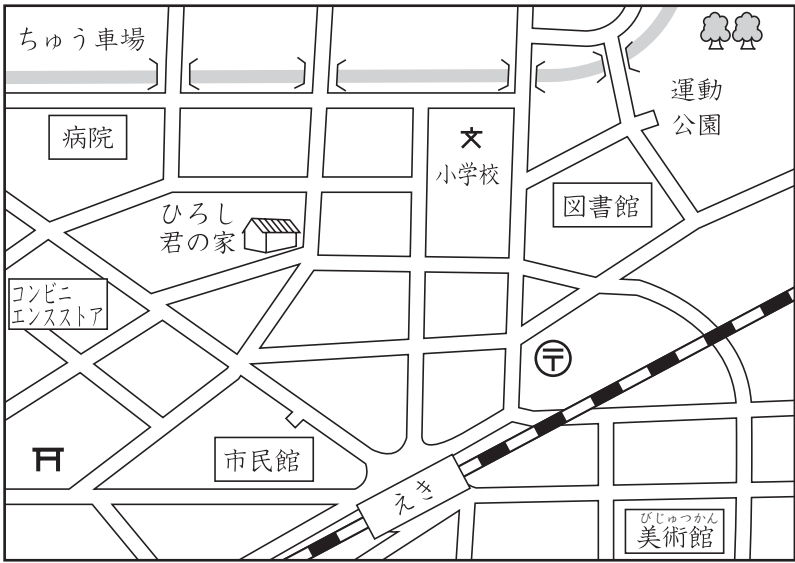 ちゅう車場
運動
公園
病院
小学校
図書館
ひろし
君の家
コンビニ
エンスストア
〒
市民館
えき
びじゅつかん
美術館